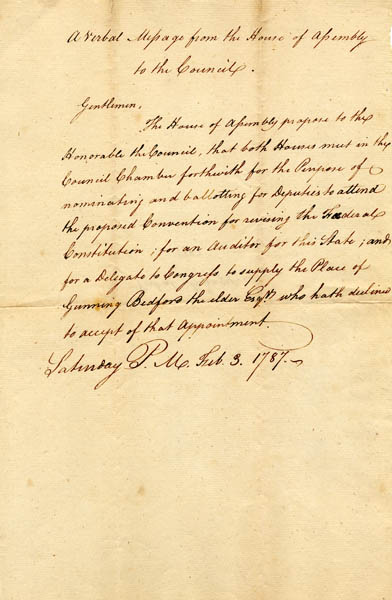 A Verbal Message from the House of Assembly
to the Council.
Gentlemen,
The House of Assembly propose to the
Honorable the Council, that both Houses meet in the
Council Chamber forthwith for the Purpose of
nominating and ballotting for Deputies to attend
the proposed Convention for revising the Fœderal
Constitution; for an Auditor for this State; and
for a Delegate to Congress to supply the Place of
Gunning Bedford the elder Esqr. who hath declined
to accept of that Appointment.
Saturday P. M. Feb. 3. 1787.